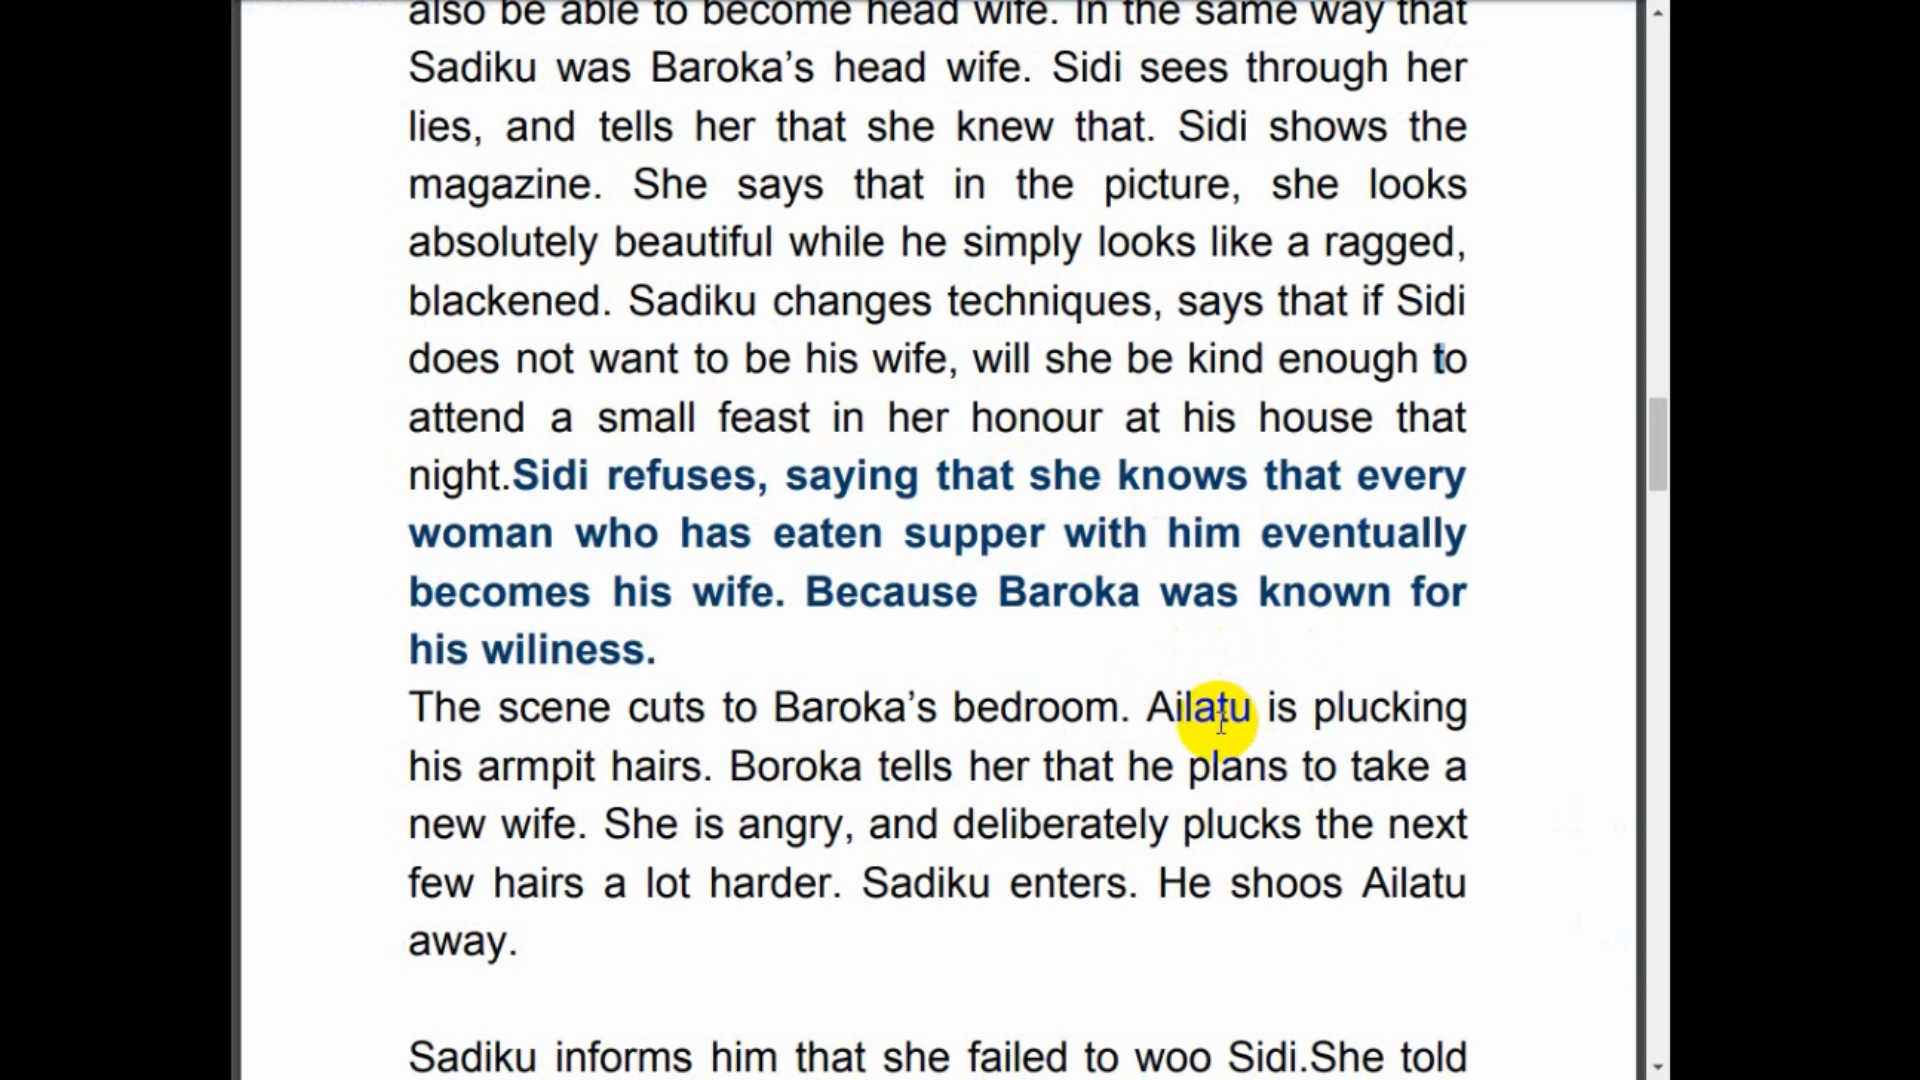 also be able to become head wife. In the same way that
Sadiku was Baroka’s head wife. Sidi sees through her
lies, and tells her that she knew that. Sidi shows the
magazine. She says that in the picture, she looks
absolutely beautiful while he simply looks like a ragged,
blackened. Sadiku changes techniques, says that if Sidi
does not want to be his wife, will she be kind enough to
attend a small feast in her honour at his house that
night.Sidi refuses, saying that she knows that every
woman who has eaten supper with him eventually
becomes his wife. Because Baroka was known for
his wiliness.
The scene cuts to Baroka’s bedroom. Ailatu is plucking
his armpit hairs. Boroka tells her that he plans to take a
new wife. She is angry, and deliberately plucks the next
few hairs a lot harder. Sadiku enters. He shoos Ailatu
away.
Sadiku informs him that she failed to woo Sidi.She told